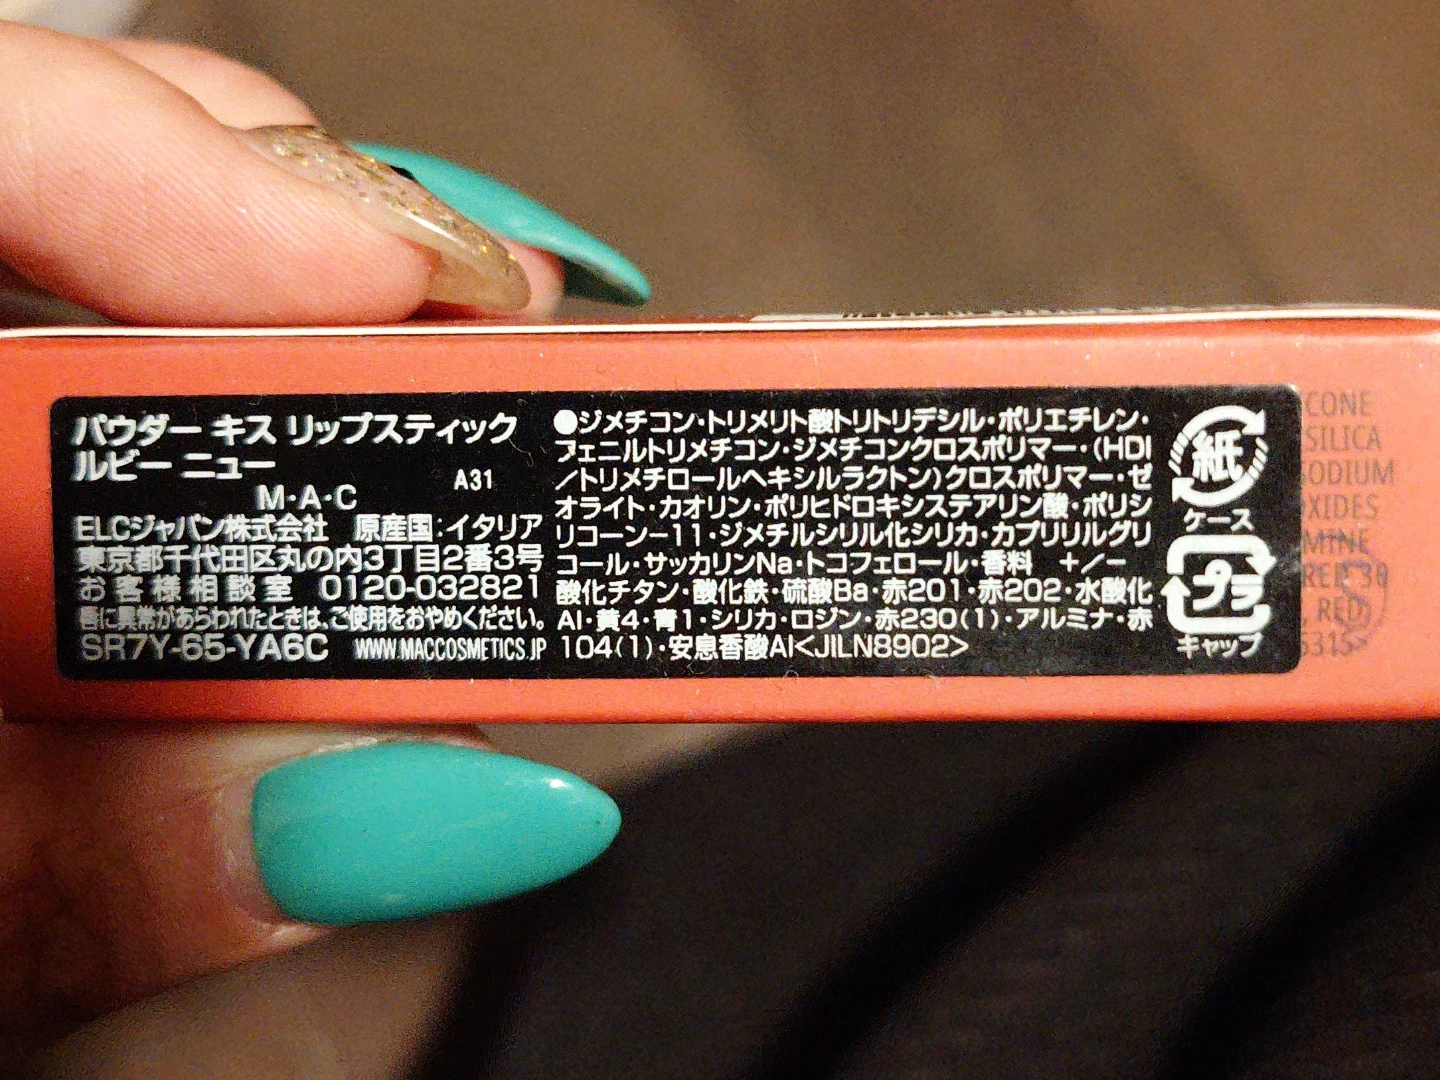 パウダー キス リップスティック
ルビー ニュー
A31
M・A・C
ELCジャパン株式会社 原産国:イタリア
東京都千代田区丸の内3丁目2番3号
お客様相談室 0120-032821
唇に異常があらわれたときは、ご使用をおやめください。
SR7Y-65-YA6C WWW.MACCOSMETICS.JP
●ジメチコン・トリメリト酸トリトリデシル・ポリエチレン・
フェニルトリメチコン・ジメチコンクロスポリマー・(HDI
/トリメチロールヘキシルラクトン)クロスポリマー・ゼ
オライト・カオリン・ポリヒドロキシステアリン酸・ポリシ
リコーン-11・ジメチルシリル化シリカ・カプリリルグリ
コール・サッカリンNa・トコフェロール・香料 +/-
酸化チタン・酸化鉄・硫酸Ba・赤201・赤202・水酸化
Al・黄4・青1・シリカ・ロジン・赤230(1)・アルミナ・赤
104(1)・安息香酸Al<JILN8902>
紙
ケース
プラ
キャップ
CONE
SILICA
SODIUM
OXIDES
MINE
RED 30
, RED
5315>